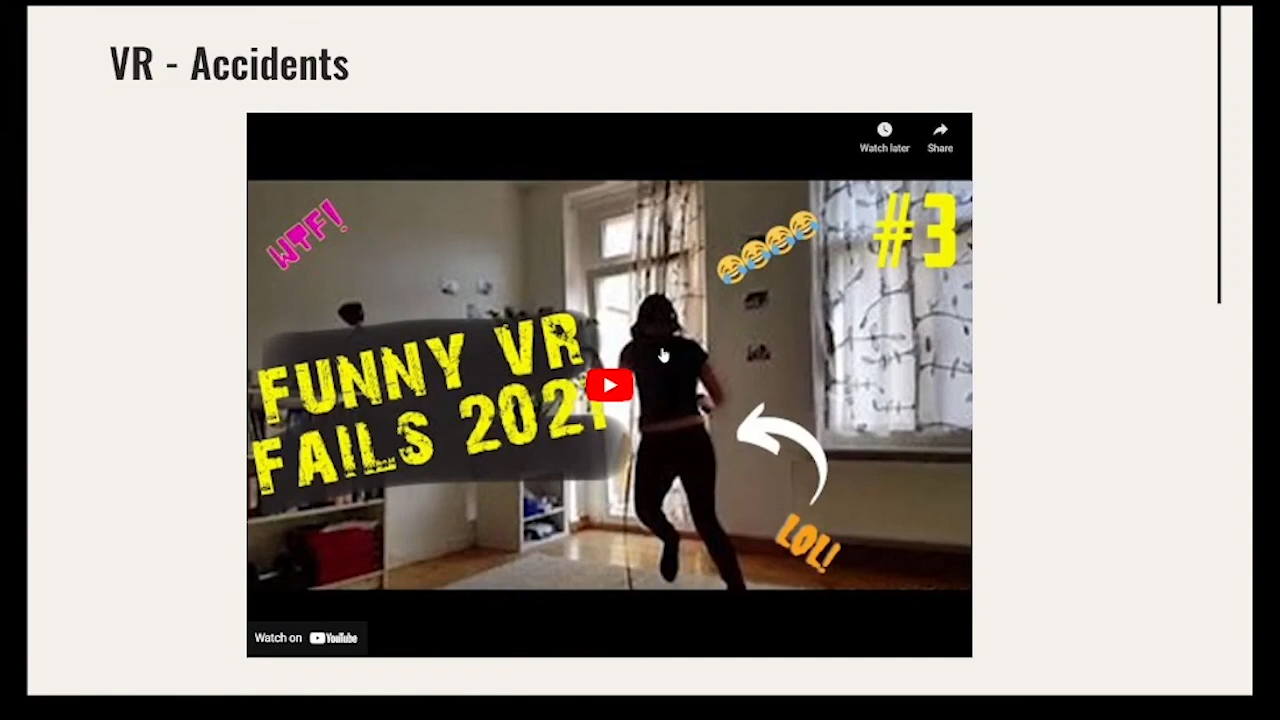 VR - Accidents
Watch later
Share
WTF!
#3
FUNNY VR
FAILS 2021
LOL!
Watch on YouTube